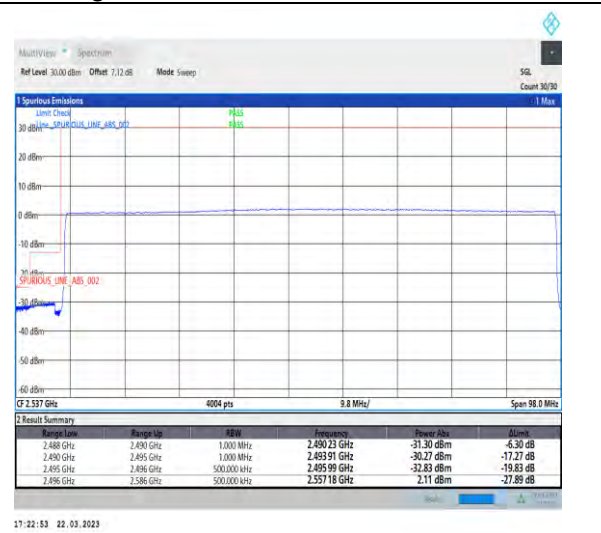 MultiView Spectrum
Ref Level 30.00 dBm Offset 7.12 dB Mode Sweep SGL
Count 30/30
1 Spurious Emissions 1 Max
Limit Check PASS
Line _SPURIOUS_LINE_ABS_002 PASS
30 dBm
20 dBm
10 dBm
0 dBm
-10 dBm
-20 dBm
_SPURIOUS_LINE_ABS_002
-30 dBm
-40 dBm
-50 dBm
-60 dBm
CF 2.537 GHz 4004 pts 9.8 MHz/ Span 98.0 MHz
2 Result Summary
Range Low Range Up RBW Frequency Power Abs ΔLimit
2.488 GHz 2.490 GHz 1.000 MHz 2.490 23 GHz -31.30 dBm -6.30 dB
2.490 GHz 2.495 GHz 1.000 MHz 2.493 91 GHz -30.27 dBm -17.27 dB
2.495 GHz 2.496 GHz 500.000 kHz 2.495 99 GHz -32.83 dBm -19.83 dB
2.496 GHz 2.586 GHz 500.000 kHz 2.557 18 GHz 2.11 dBm -27.89 dB
17:22:53 22.03.2023